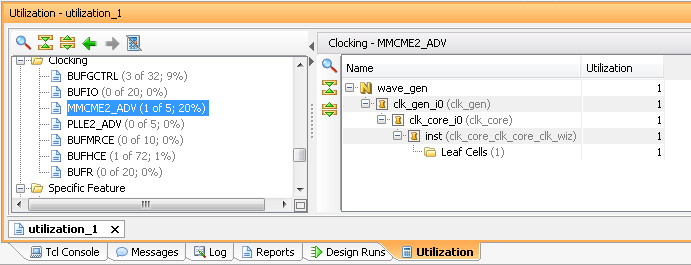 Utilization - utilization_1
Clocking
BUFGCTRL (3 of 32; 9%)
BUFIO (0 of 20; 0%)
MMCME2_ADV (1 of 5; 20%)
PLLE2_ADV (0 of 5; 0%)
BUFMRCE (0 of 10; 0%)
BUFHCE (1 of 72; 1%)
BUFR (0 of 20; 0%)
Specific Feature
Clocking - MMCME2_ADV
Name Utilization
wave_gen 1
clk_gen_i0 (clk_gen) 1
clk_core_i0 (clk_core) 1
inst (clk_core_clk_core_clk_wiz) 1
Leaf Cells (1) 1
utilization_1
Tcl Console Messages Log Reports Design Runs Utilization